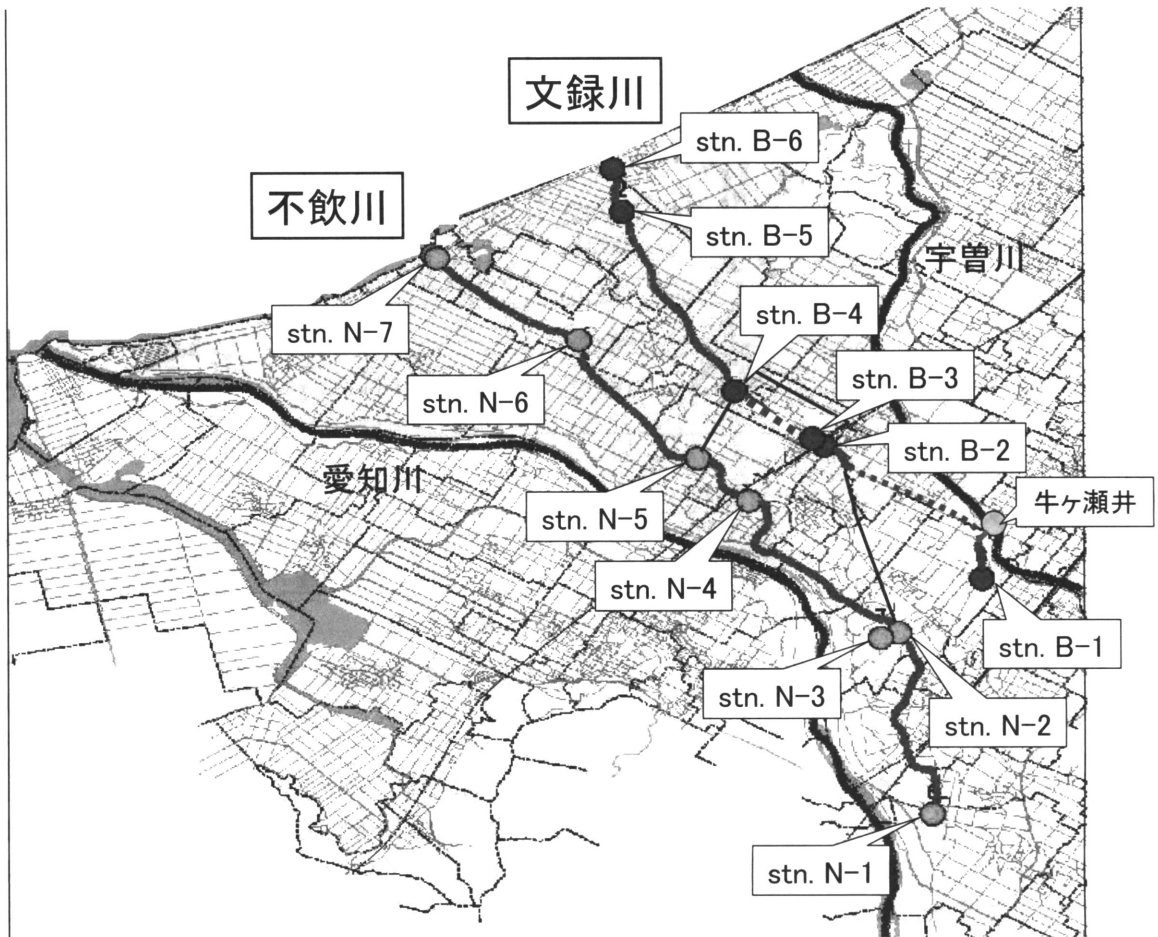 文録川
stn. B-6
不飲川
stn. B-5
宇曽川
stn. N-7
stn. B-4
stn. B-3
stn. N-6
stn. B-2
愛知川
牛ヶ瀬井
stn. N-5
stn. N-4
stn. B-1
stn. N-3
stn. N-2
stn. N-1